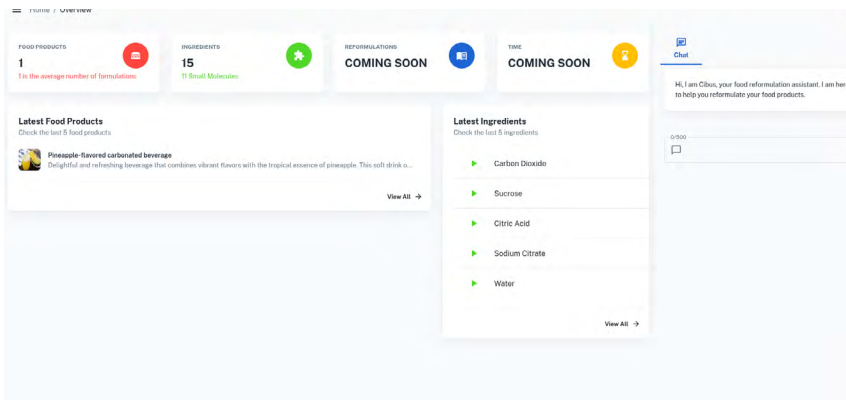 Home / Overview
FOOD PRODUCTS
1
1 is the average number of formulations
INGREDIENTS
15
11 Small Molecules
REFORMULATIONS
COMING SOON
TIME
COMING SOON
Chat
Hi, I am Cibus, your food reformulation assistant. I am her
to help you reformulate your food products.
0/500
Latest Food Products
Check the last 5 food products
Pineapple-flavored carbonated beverage
Delightful and refreshing beverage that combines vibrant flavors with the tropical essence of pineapple. This soft drink o...
View All →
Latest Ingredients
Check the last 5 ingredients
Carbon Dioxide
Sucrose
Citric Acid
Sodium Citrate
Water
View All →